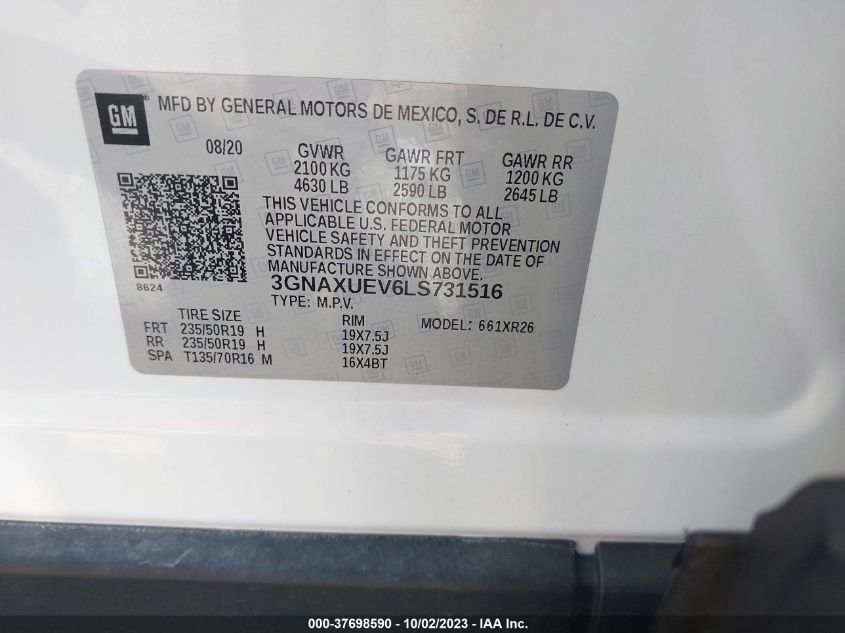 GM ® MFD BY GENERAL MOTORS DE MEXICO, S. DE R.L. DE C.V.
08/20 GVWR GAWR FRT GAWR RR
2100 KG 1175 KG 1200 KG
4630 LB 2590 LB 2645 LB
THIS VEHICLE CONFORMS TO ALL
APPLICABLE U.S. FEDERAL MOTOR
VEHICLE SAFETY AND THEFT PREVENTION
STANDARDS IN EFFECT ON THE DATE OF
MANUFACTURE SHOWN ABOVE.
8624
3GNAXUEV6LS731516
TYPE: M.P.V.
TIRE SIZE RIM MODEL: 661XR26
FRT 235/50R19 H 19X7.5J
RR 235/50R19 H 19X7.5J
SPA T135/70R16 M 16X4BT
000-37698590 - 10/02/2023 - IAA Inc.